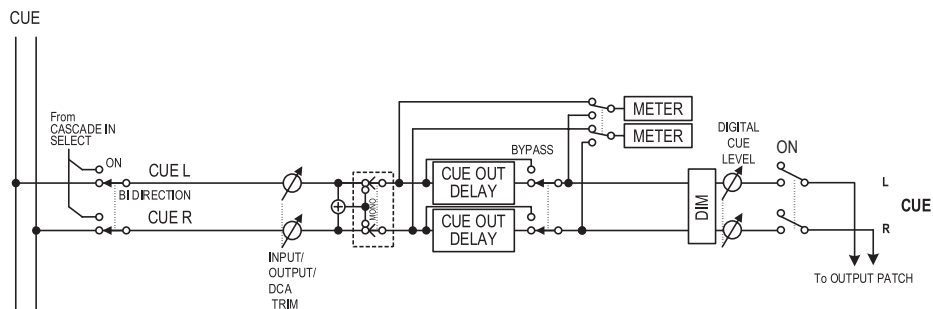 CUE
From
CASCADE IN
SELECT
ON
CUE L
BI DIRECTION
CUE R
INPUT/
OUTPUT/
DCA
TRIM
MONO
CUE OUT
DELAY
CUE OUT
DELAY
BYPASS
METER
METER
DIM
DIGITAL
CUE
LEVEL
ON
L
CUE
R
To OUTPUT PATCH